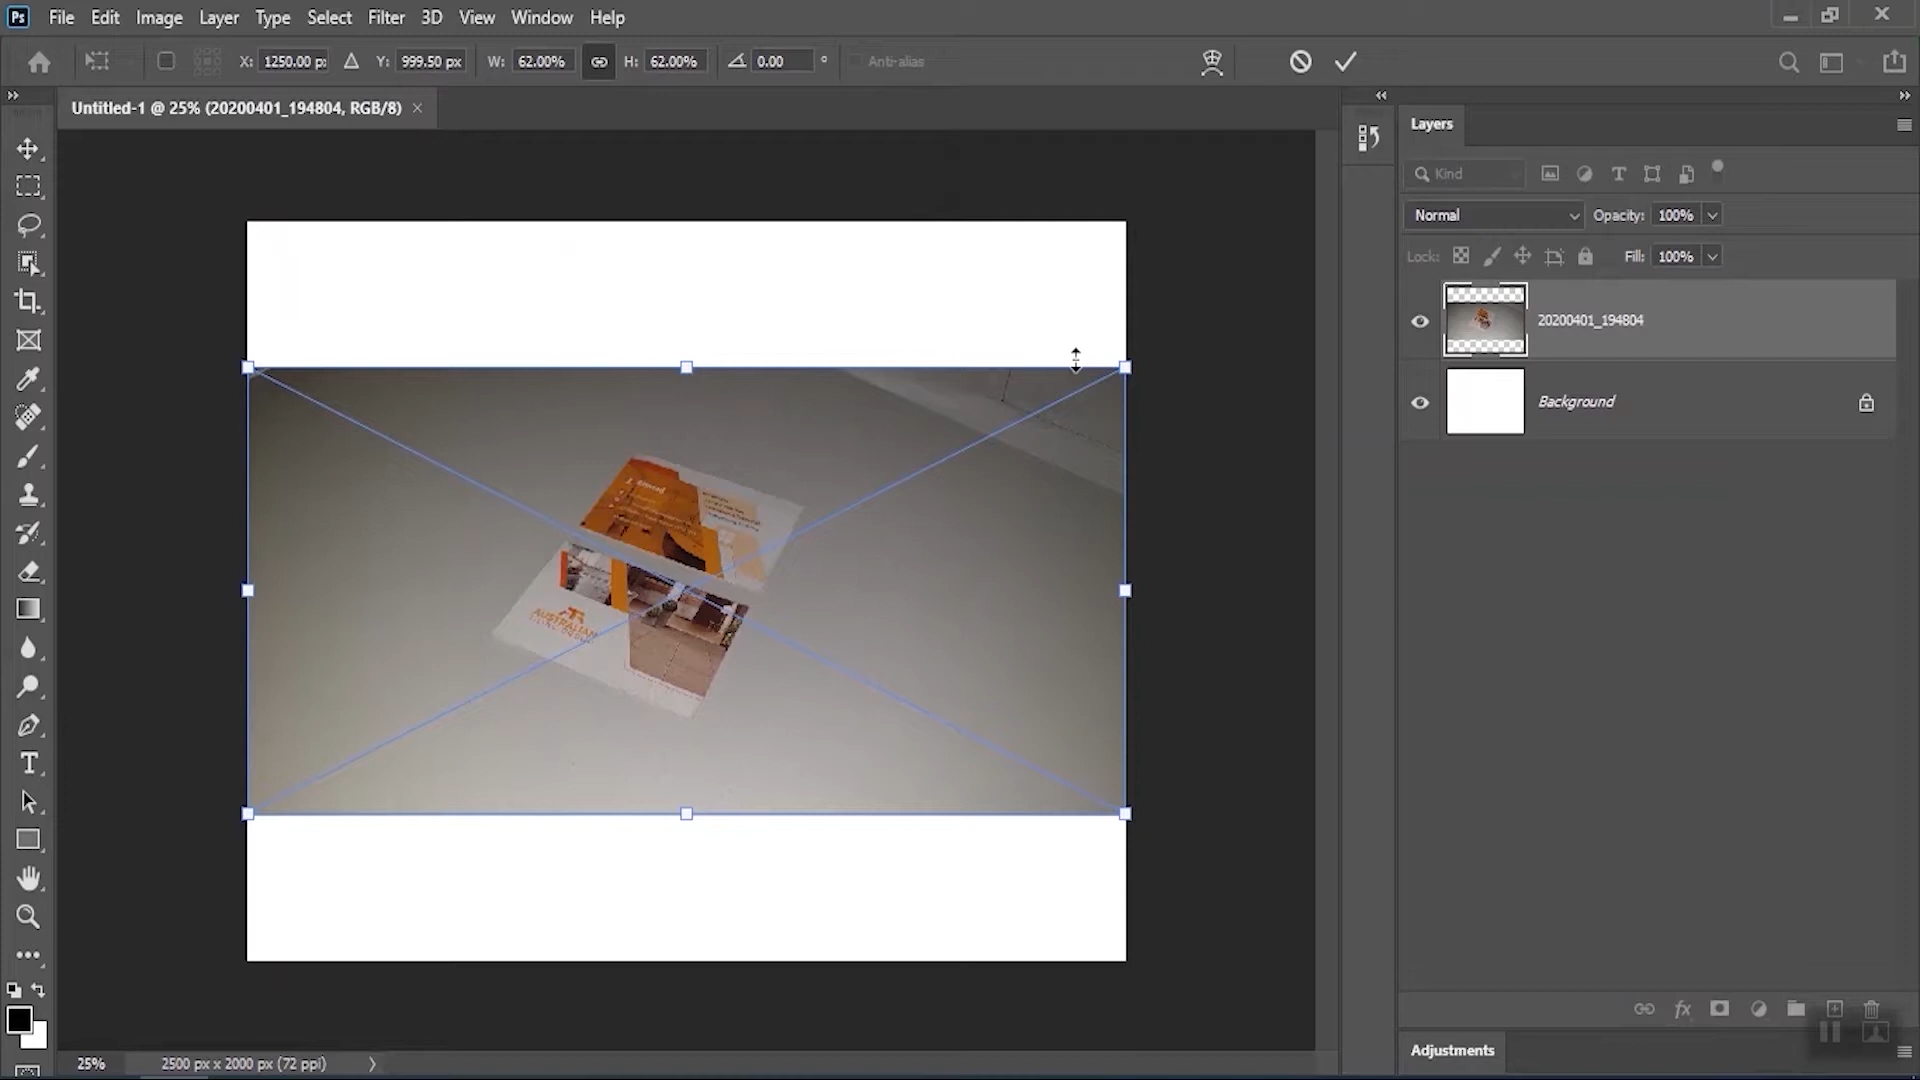 Ps File Edit Image Layer Type Select Filter 3D View Window Help
X: 1250.00 p Y: 999.50 px W: 62.00% H: 62.00% 0.00 ° Anti-alias
Untitled-1 @ 25% (20200401_194804, RGB/8) ×
Layers
Kind
Normal Opacity: 100%
Lock: Fill: 100%
20200401_194804
Background
AUSTRALIAN
25% 2500 px x 2000 px (72 ppi)
Adjustments